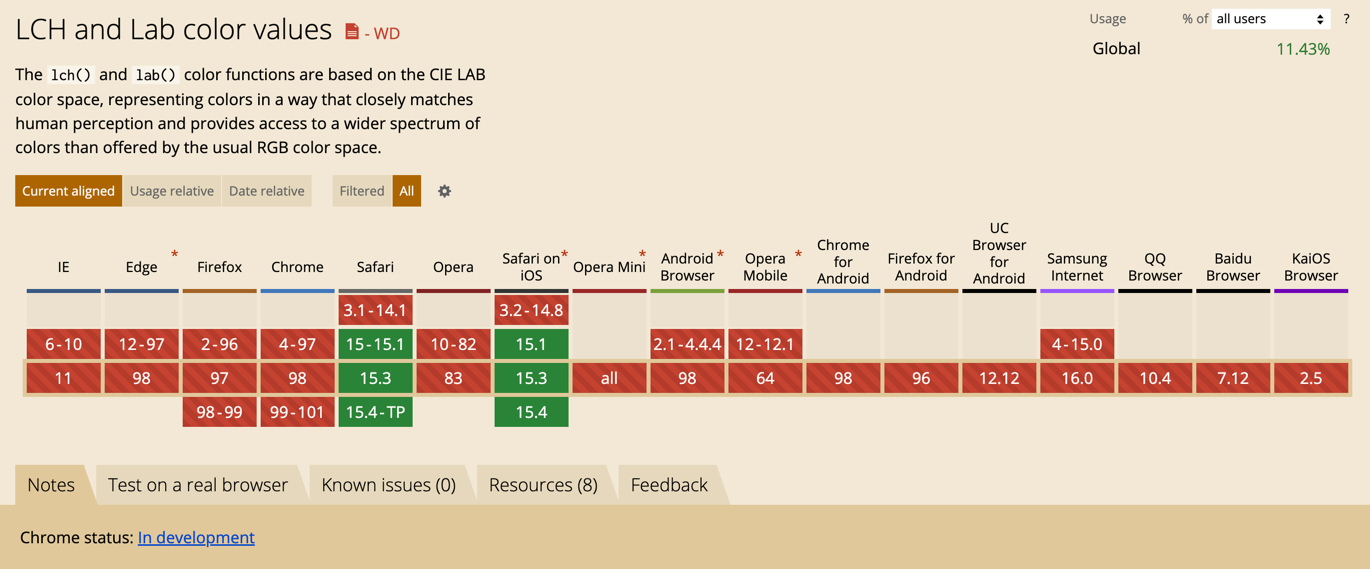 LCH and Lab color values - WD
Usage % of all users ?
Global 11.43%
The lch() and lab() color functions are based on the CIE LAB
color space, representing colors in a way that closely matches
human perception and provides access to a wider spectrum of
colors than offered by the usual RGB color space.
Current aligned Usage relative Date relative Filtered All
IE Edge * Firefox Chrome Safari Opera Safari on iOS * Opera Mini * Android Browser * Opera Mobile * Chrome for Android Firefox for Android UC Browser for Android Samsung Internet QQ Browser Baidu Browser KaiOS Browser
3.1-14.1 3.2-14.8
6-10 12-97 2-96 4-97 15-15.1 10-82 15.1 2.1-4.4.4 12-12.1 4-15.0
11 98 97 98 15.3 83 15.3 all 98 64 98 96 12.12 16.0 10.4 7.12 2.5
98-99 99-101 15.4-TP 15.4
Notes Test on a real browser Known issues (0) Resources (8) Feedback
Chrome status: In development